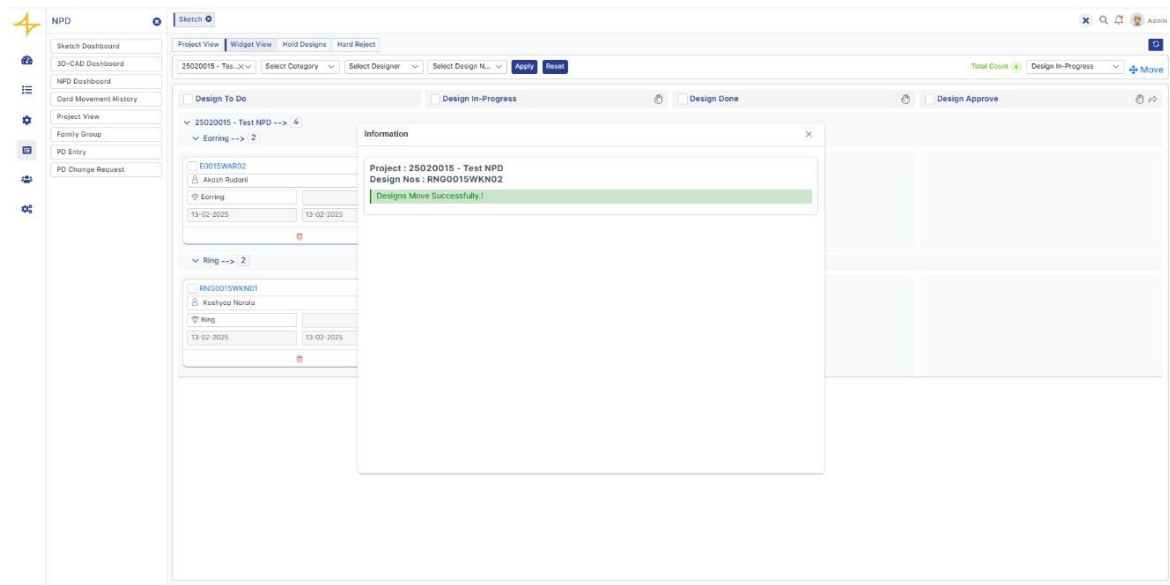 NPD
Sketch
Admin
Sketch Dashboard
3D-CAD Dashboard
NPD Dashboard
Card Movement History
Project View
Family Group
PD Entry
PD Change Request
Project View Widget View Hold Designs Hard Reject
25020015 - Tes... Select Category Select Designer Select Design N... Apply Reset Total Count 4 Design In-Progress Move
Design To Do Design In-Progress Design Done Design Approve
25020015 - Test NPD --> 4
Earring --> 2
E0015WAR02
Akash Rudani
Earring
13-02-2025 13-02-2025
Ring --> 2
RNG0015WKN01
Kashyap Narola
Ring
13-02-2025 13-02-2025
Information
Project : 25020015 - Test NPD
Design Nos : RNG0015WKN02
Designs Move Successfully.!